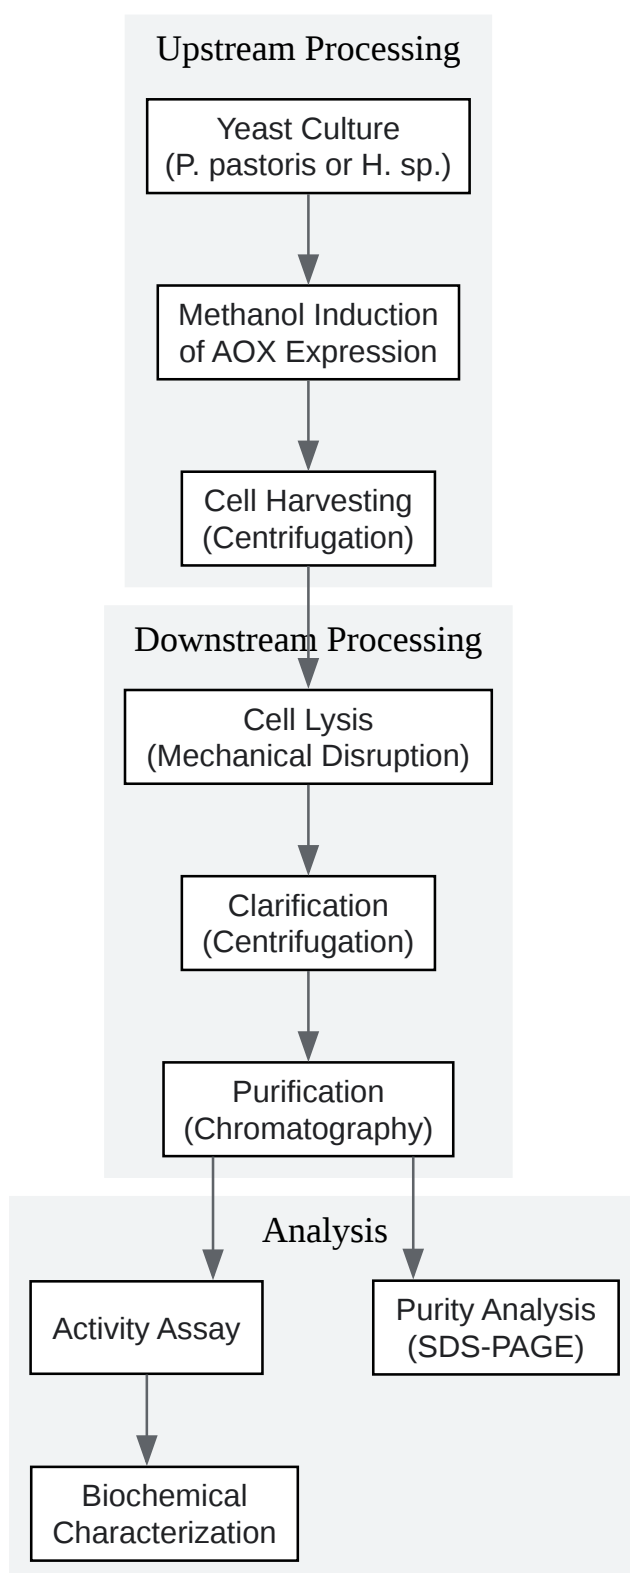 Upstream Processing
Yeast Culture
(P. pastoris or H. sp.)
Methanol Induction
of AOX Expression
Cell Harvesting
(Centrifugation)
Downstream Processing
Cell Lysis
(Mechanical Disruption)
Clarification
(Centrifugation)
Purification
(Chromatography)
Analysis
Activity Assay
Purity Analysis
(SDS-PAGE)
Biochemical
Characterization